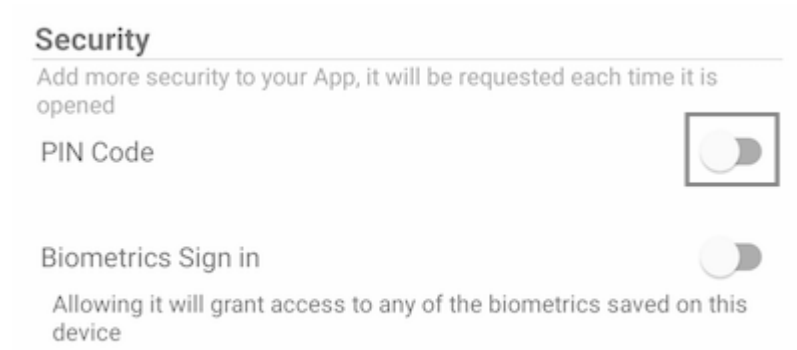 Security
Add more security to your App, it will be requested each time it is
opened
PIN Code
Biometrics Sign in
Allowing it will grant access to any of the biometrics saved on this
device